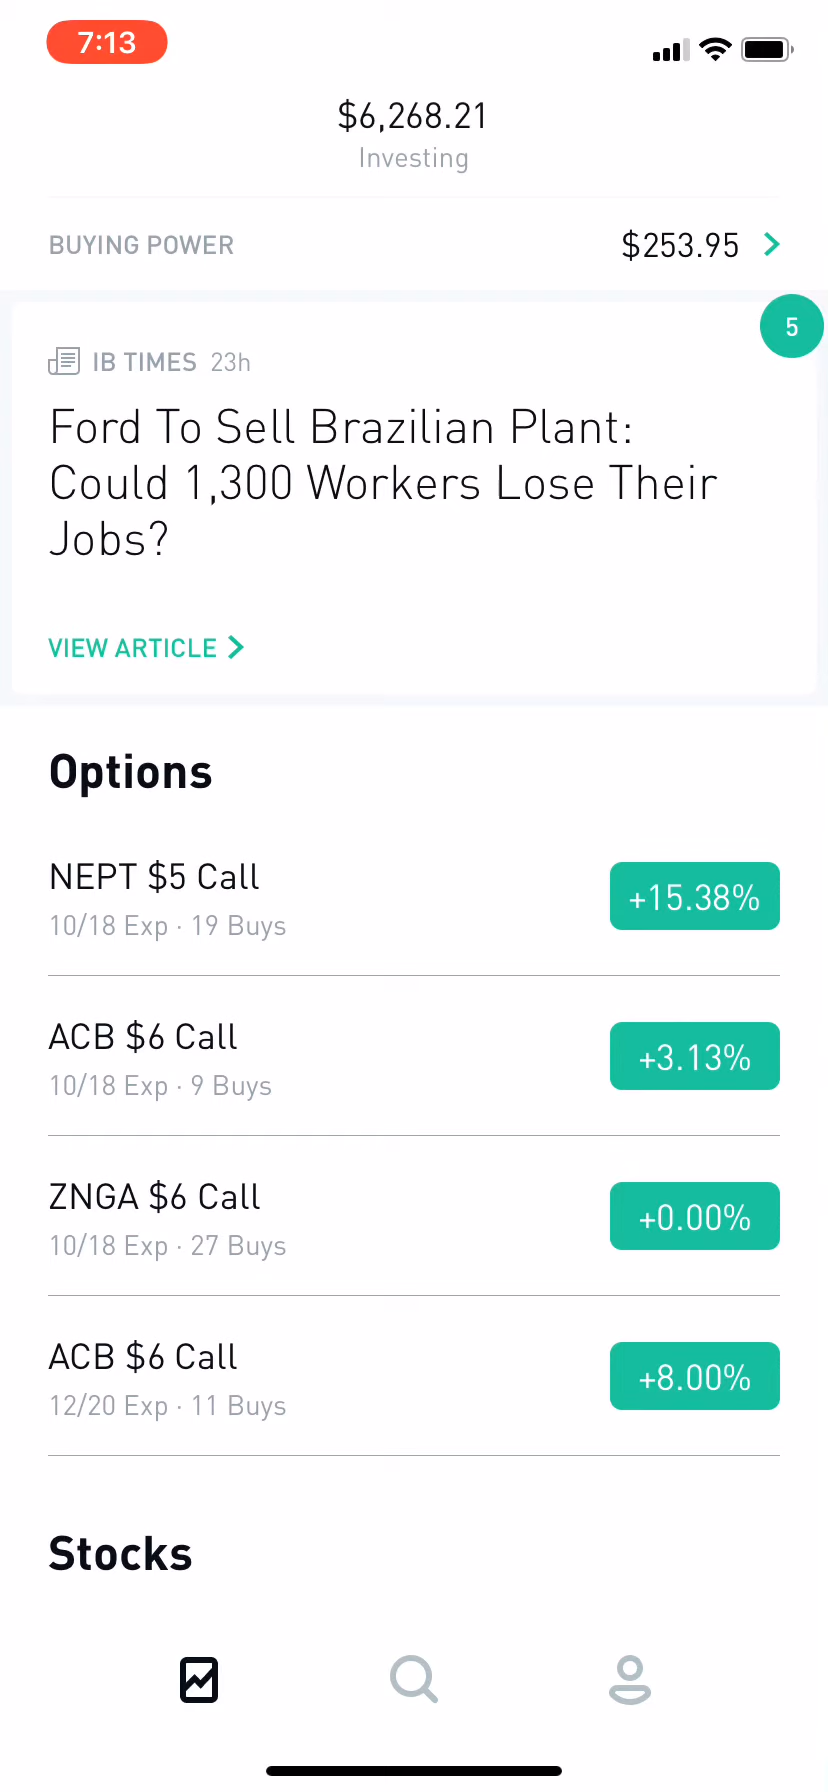 7:13
$6,268.21
Investing
BUYING POWER $253.95
5
IB TIMES 23h
Ford To Sell Brazilian Plant:
Could 1,300 Workers Lose Their
Jobs?
VIEW ARTICLE
Options
NEPT $5 Call
10/18 Exp · 19 Buys
+15.38%
ACB $6 Call
10/18 Exp · 9 Buys
+3.13%
ZNGA $6 Call
10/18 Exp · 27 Buys
+0.00%
ACB $6 Call
12/20 Exp · 11 Buys
+8.00%
Stocks